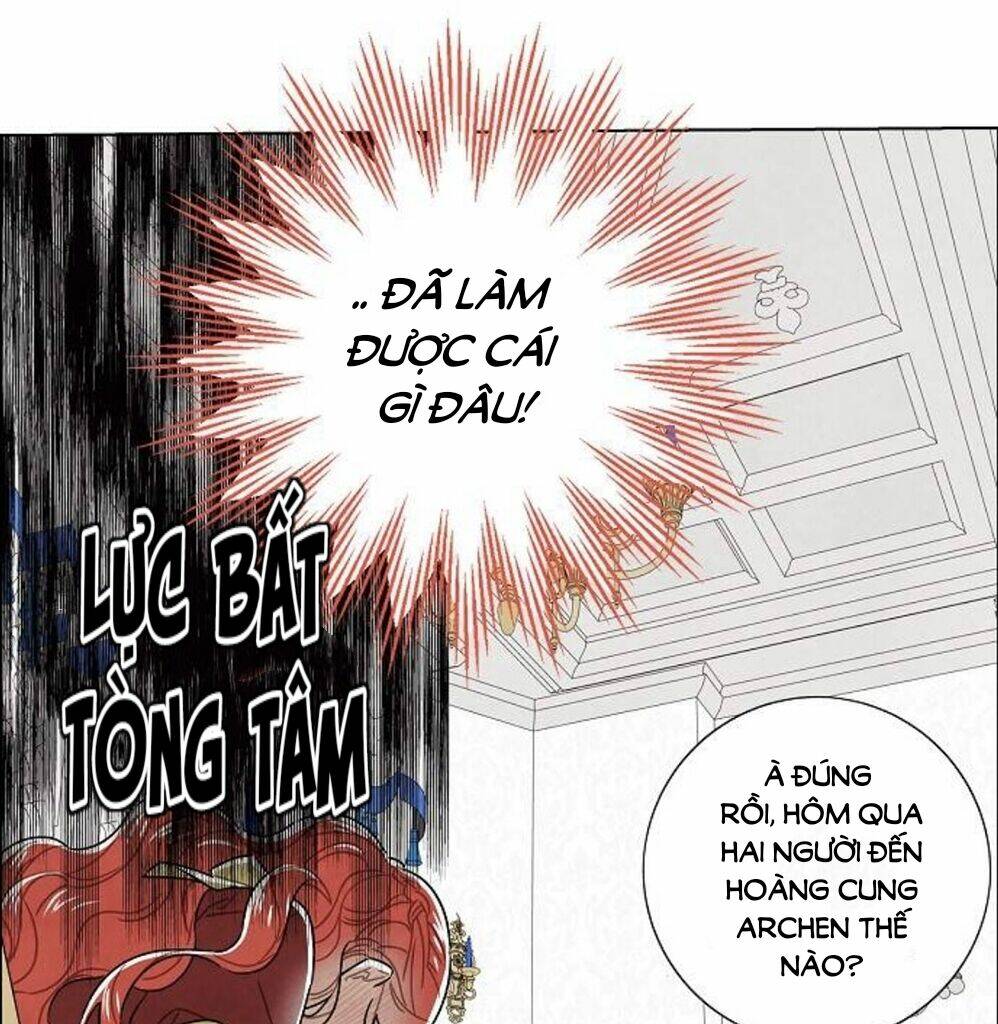 .. ĐÃ LÀM
ĐƯỢC CÁI
GÌ ĐÂU!
LỰC BẤT
TÒNG TÂM
À ĐÚNG
RỒI, HÔM QUA
HAI NGƯỜI ĐẾN
HOÀNG CUNG
ARCHEN THẾ
NÀO?